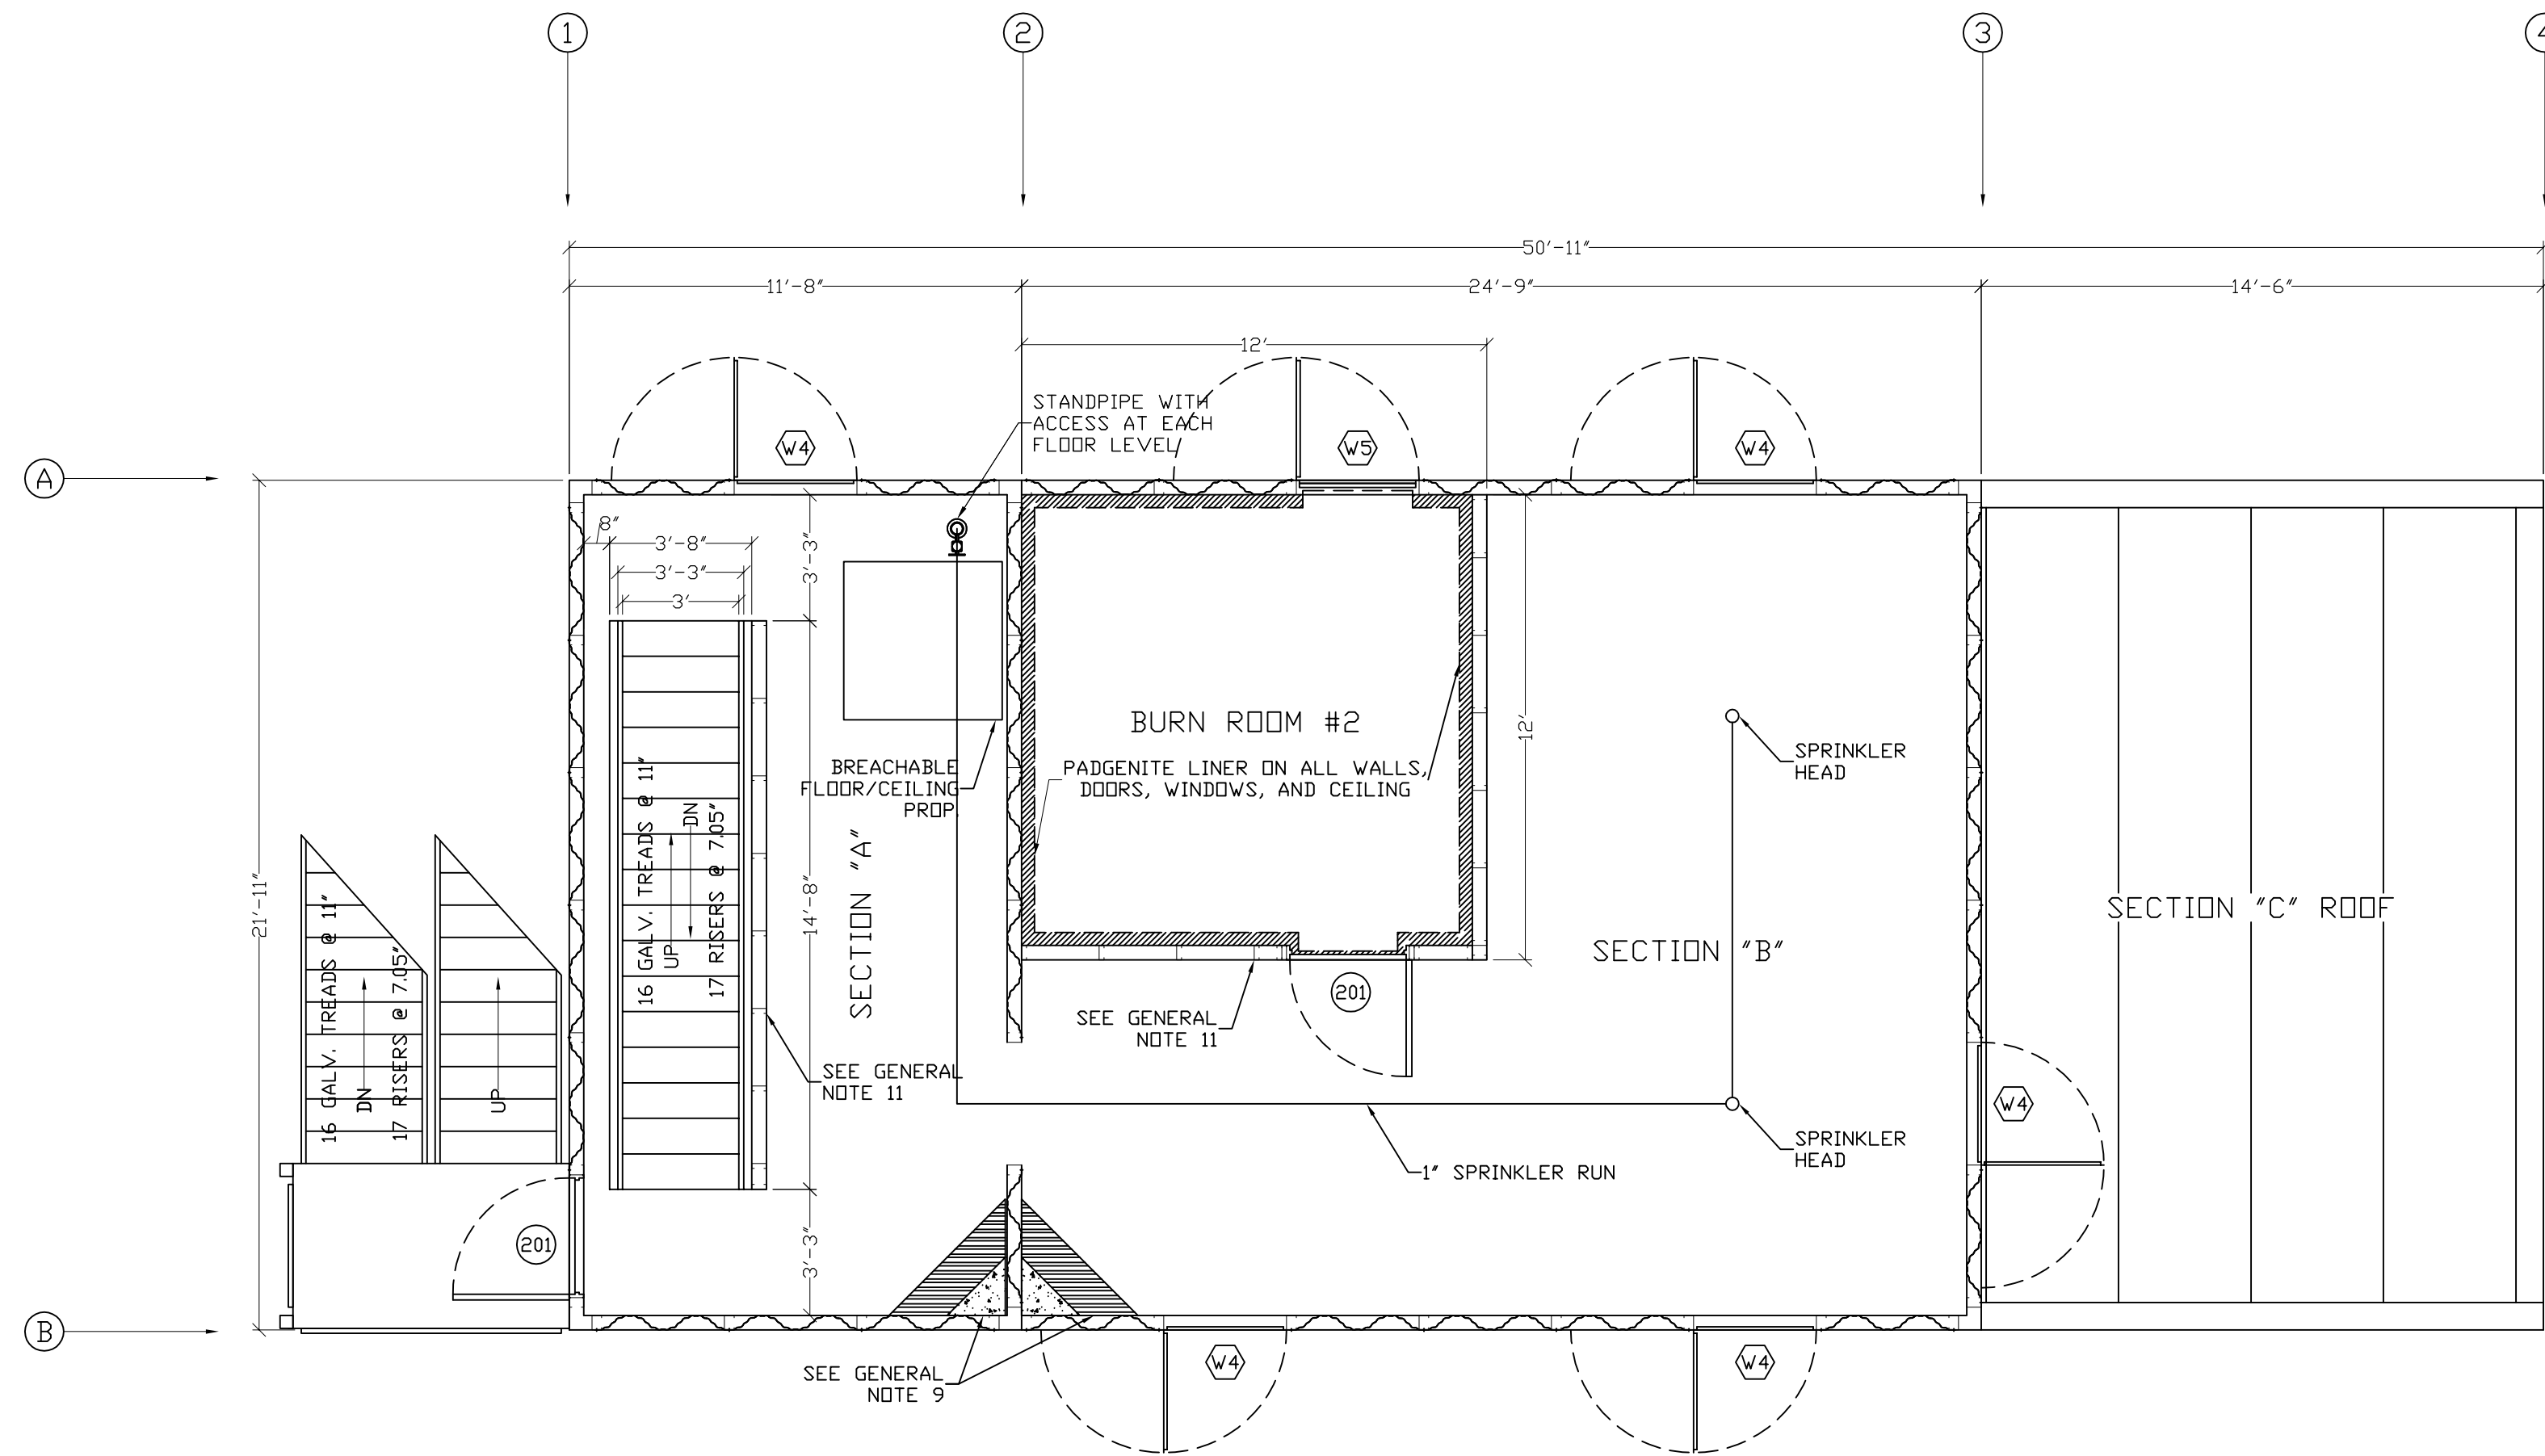 1
2
3
4
50'-11"
11'-8"
24'-9"
14'-6"
12'
STANDPIPE WITH
ACCESS AT EACH
FLOOR LEVEL
W4
W5
W4
A
8"
3'-8"
3'-3"
3'
3'-3"
BURN ROOM #2
PADGENITE LINER ON ALL WALLS,
DOORS, WINDOWS, AND CEILING
12'
SPRINKLER
HEAD
BREACHABLE
FLOOR/CEILING
PROP.
16 GALV. TREADS @ 11"
UP
DN
17 RISERS @ 7.05"
14'-8"
SECTION "A"
21'-11"
SECTION "B"
SECTION "C" ROOF
201
SEE GENERAL
NOTE 11
SEE GENERAL
NOTE 11
16 GALV. TREADS @ 11"
DN
17 RISERS @ 7.05"
UP
W4
SPRINKLER
HEAD
1" SPRINKLER RUN
201
3'-3"
B
SEE GENERAL
NOTE 9
W4
W4